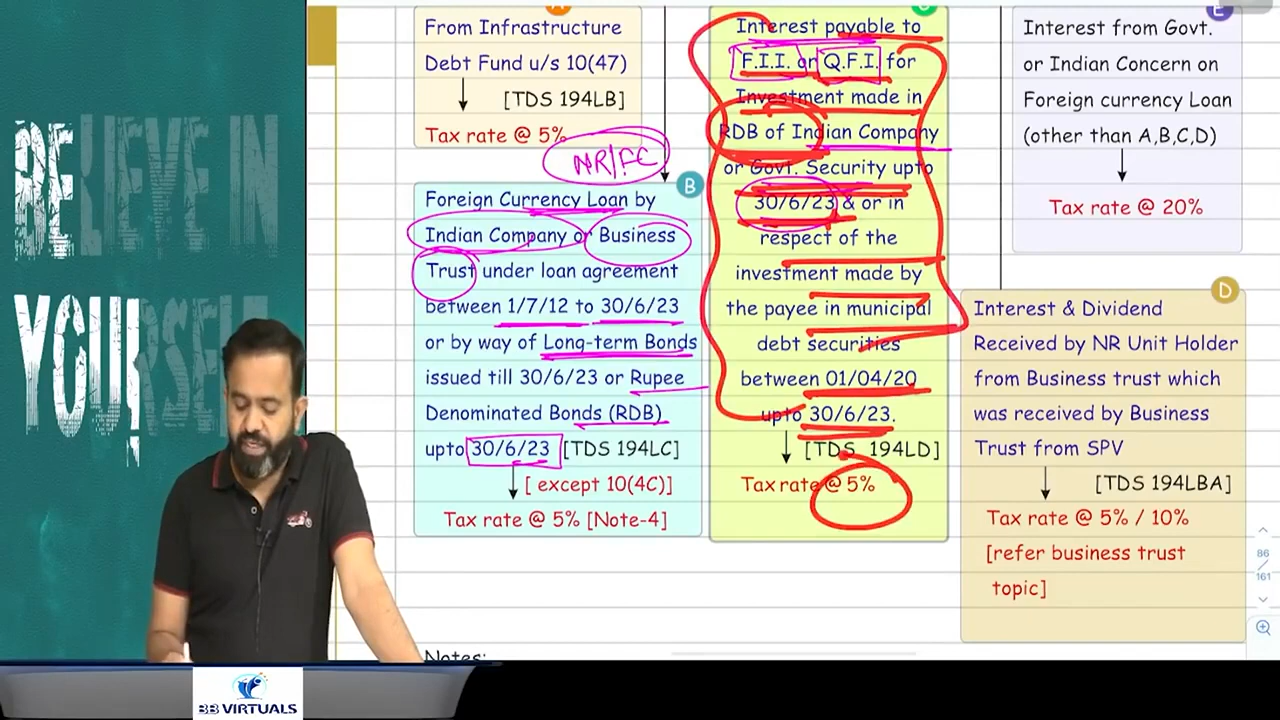 BELIEVE IN
YOURSELF
From Infrastructure
Debt Fund u/s 10(47)
[TDS 194LB]
Tax rate @ 5%
NR/FC
B
Foreign Currency Loan by
Indian Company or Business
Trust under loan agreement
between 1/7/12 to 30/6/23
or by way of Long-term Bonds
issued till 30/6/23 or Rupee
Denominated Bonds (RDB)
upto 30/6/23 [TDS 194LC]
[ except 10(4C)]
Tax rate @ 5% [Note-4]
Interest payable to
F.I.I. or Q.F.I. for
Investment made in
RDB of Indian Company
or Govt. Security upto
30/6/23 & or in
respect of the
investment made by
the payee in municipal
debt securities
between 01/04/20
upto 30/6/23.
[TDS 194LD]
Tax rate @ 5%
E
Interest from Govt.
or Indian Concern on
Foreign currency Loan
(other than A,B,C,D)
Tax rate @ 20%
D
Interest & Dividend
Received by NR Unit Holder
from Business trust which
was received by Business
Trust from SPV
[TDS 194LBA]
Tax rate @ 5% / 10%
[refer business trust
topic]
86
161
Notes:
BB VIRTUALS